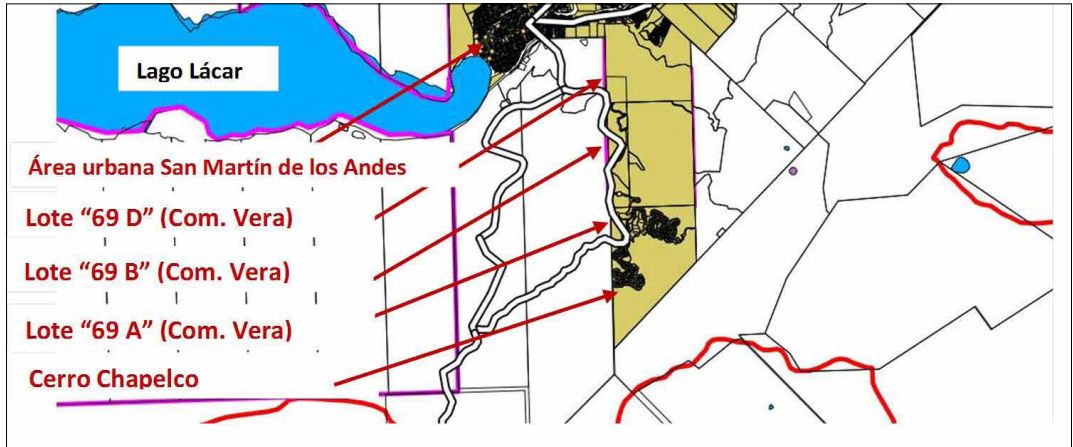 Lago Lácar
Área urbana San Martín de los Andes
Lote “69 D” (Com. Vera)
Lote “69 B” (Com. Vera)
Lote “69 A” (Com. Vera)
Cerro Chapelco